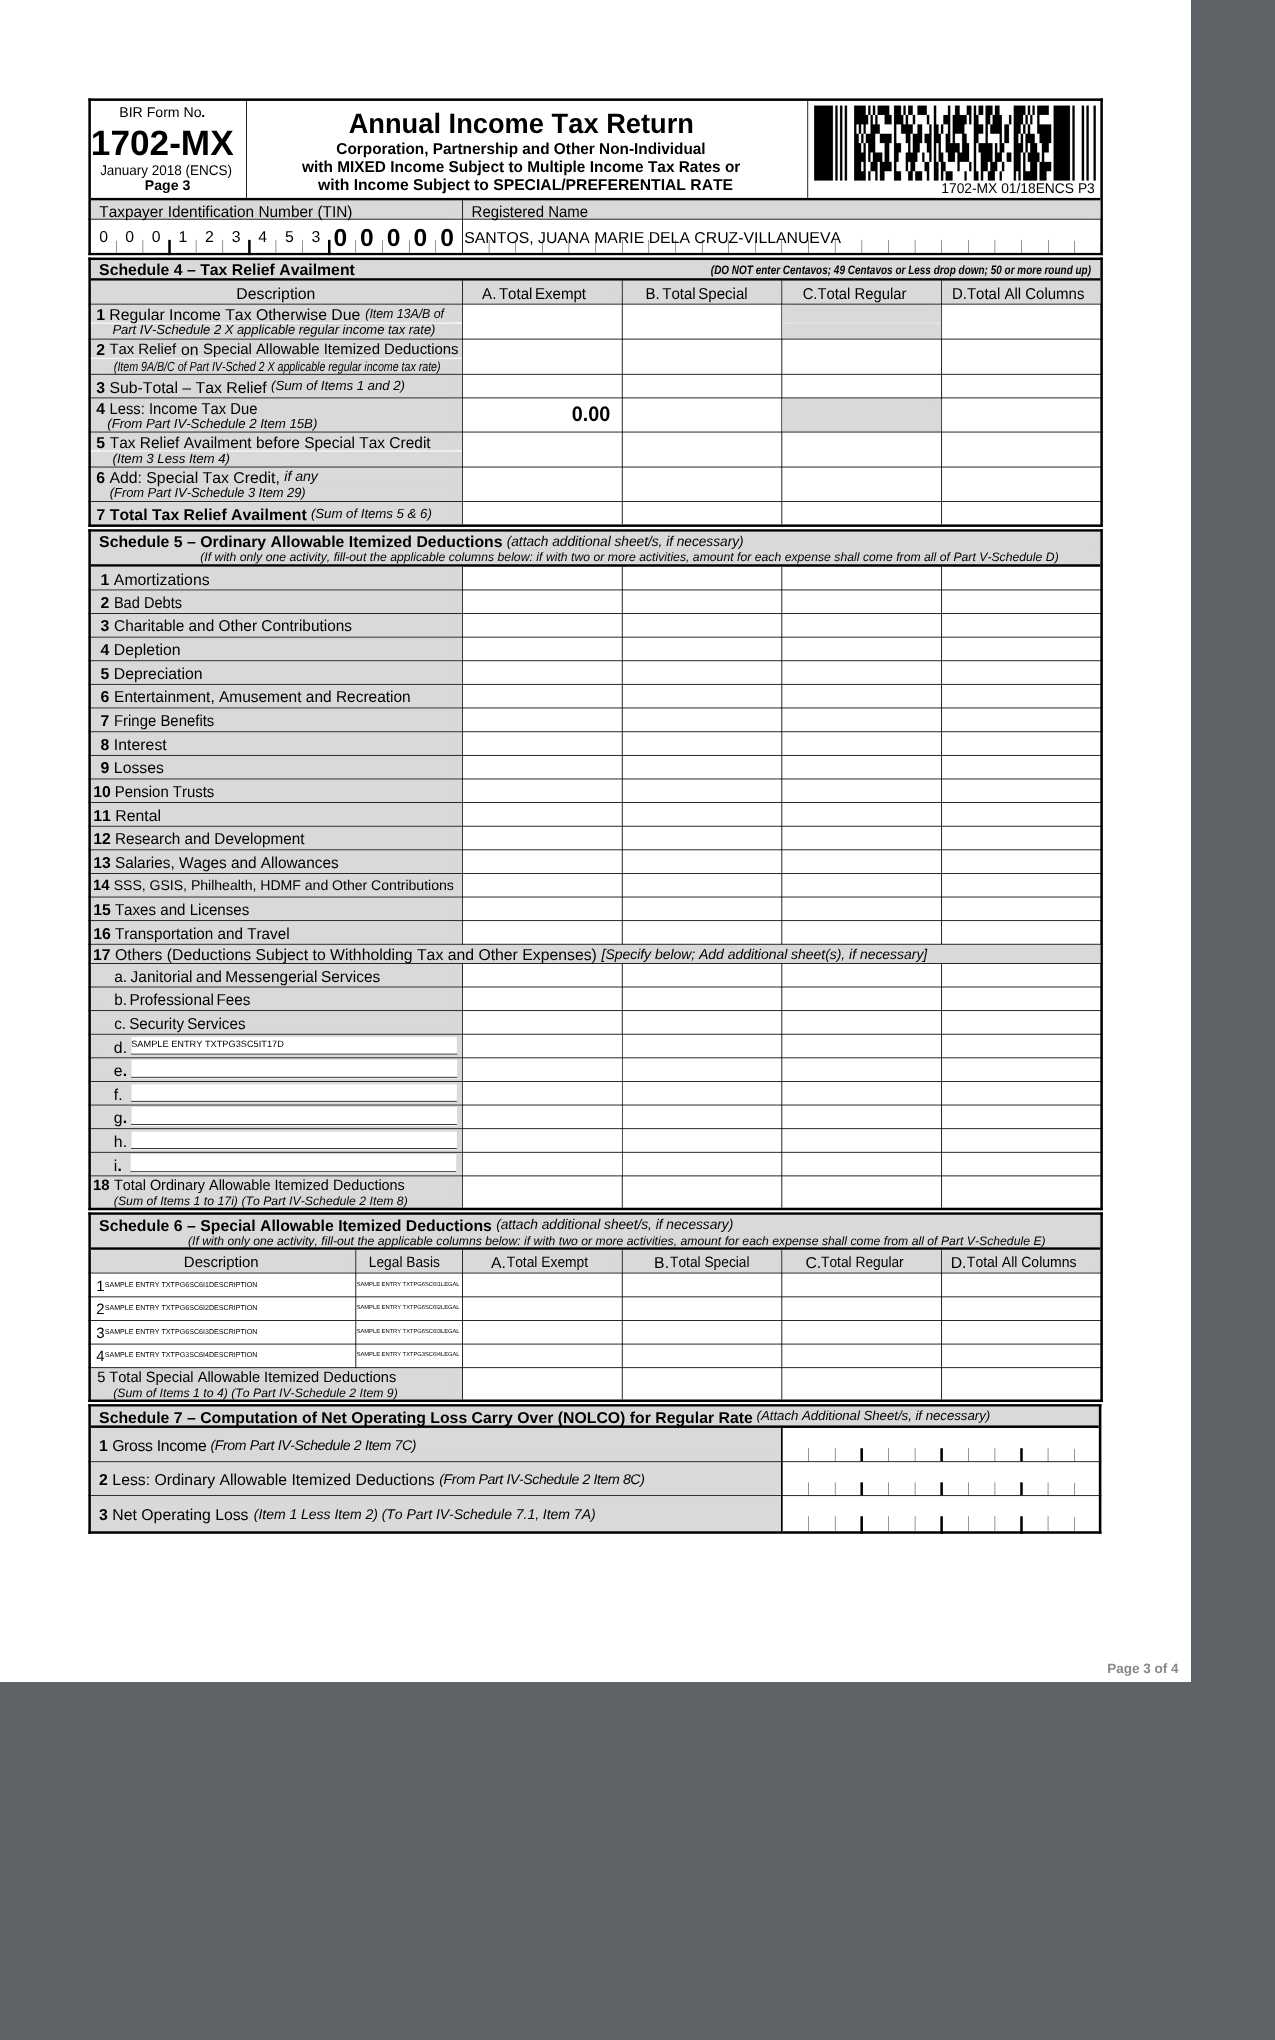 BIR Form No.
1702-MX
January 2018 (ENCS)
Page 3
Annual Income Tax Return
Corporation, Partnership and Other Non-Individual
with MIXED Income Subject to Multiple Income Tax Rates or
with Income Subject to SPECIAL/PREFERENTIAL RATE
1702-MX 01/18ENCS P3
Taxpayer Identification Number (TIN) Registered Name
0 0 0 1 2 3 4 5 3 0 0 0 0 0 SANTOS, JUANA MARIE DELA CRUZ-VILLANUEVA
Schedule 4 – Tax Relief Availment (DO NOT enter Centavos; 49 Centavos or Less drop down; 50 or more round up)
Description A. Total Exempt B. Total Special C.Total Regular D.Total All Columns
1 Regular Income Tax Otherwise Due (Item 13A/B of
Part IV-Schedule 2 X applicable regular income tax rate)
2 Tax Relief on Special Allowable Itemized Deductions
(Item 9A/B/C of Part IV-Sched 2 X applicable regular income tax rate)
3 Sub-Total – Tax Relief (Sum of Items 1 and 2)
4 Less: Income Tax Due 0.00
(From Part IV-Schedule 2 Item 15B)
5 Tax Relief Availment before Special Tax Credit
(Item 3 Less Item 4)
6 Add: Special Tax Credit, if any
(From Part IV-Schedule 3 Item 29)
7 Total Tax Relief Availment (Sum of Items 5 & 6)
Schedule 5 – Ordinary Allowable Itemized Deductions (attach additional sheet/s, if necessary)
(If with only one activity, fill-out the applicable columns below: if with two or more activities, amount for each expense shall come from all of Part V-Schedule D)
1 Amortizations
2 Bad Debts
3 Charitable and Other Contributions
4 Depletion
5 Depreciation
6 Entertainment, Amusement and Recreation
7 Fringe Benefits
8 Interest
9 Losses
10 Pension Trusts
11 Rental
12 Research and Development
13 Salaries, Wages and Allowances
14 SSS, GSIS, Philhealth, HDMF and Other Contributions
15 Taxes and Licenses
16 Transportation and Travel
17 Others (Deductions Subject to Withholding Tax and Other Expenses) [Specify below; Add additional sheet(s), if necessary]
a. Janitorial and Messengerial Services
b. Professional Fees
c. Security Services
d. SAMPLE ENTRY TXTPG3SC5IT17D
e.
f.
g.
h.
i.
18 Total Ordinary Allowable Itemized Deductions
(Sum of Items 1 to 17i) (To Part IV-Schedule 2 Item 8)
Schedule 6 – Special Allowable Itemized Deductions (attach additional sheet/s, if necessary)
(If with only one activity, fill-out the applicable columns below: if with two or more activities, amount for each expense shall come from all of Part V-Schedule E)
Description Legal Basis A.Total Exempt B.Total Special C.Total Regular D.Total All Columns
1 SAMPLE ENTRY TXTPG6SC6I1DESCRIPTION SAMPLE ENTRY TXTPG6SC6I1LEGAL
2 SAMPLE ENTRY TXTPG6SC6I2DESCRIPTION SAMPLE ENTRY TXTPG6SC6I2LEGAL
3 SAMPLE ENTRY TXTPG6SC6I3DESCRIPTION SAMPLE ENTRY TXTPG6SC6I3LEGAL
4 SAMPLE ENTRY TXTPG3SC6I4DESCRIPTION SAMPLE ENTRY TXTPG3SC6I4LEGAL
5 Total Special Allowable Itemized Deductions
(Sum of Items 1 to 4) (To Part IV-Schedule 2 Item 9)
Schedule 7 – Computation of Net Operating Loss Carry Over (NOLCO) for Regular Rate (Attach Additional Sheet/s, if necessary)
1 Gross Income (From Part IV-Schedule 2 Item 7C)
2 Less: Ordinary Allowable Itemized Deductions (From Part IV-Schedule 2 Item 8C)
3 Net Operating Loss (Item 1 Less Item 2) (To Part IV-Schedule 7.1, Item 7A)
Page 3 of 4